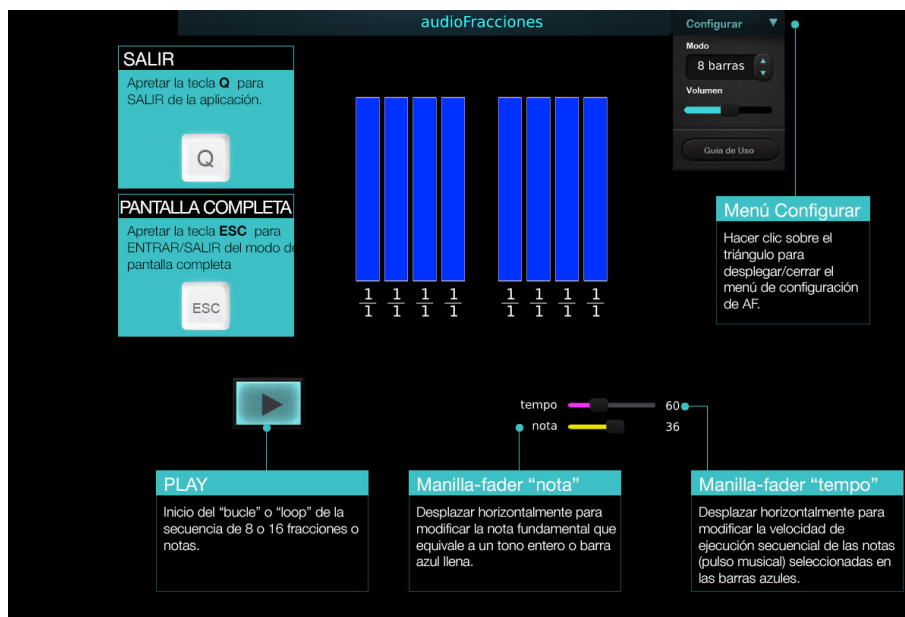 audioFracciones
Configurar
Modo
8 barras
Volumen
Guia de Uso
SALIR
Apretar la tecla Q para
SALIR de la aplicación.
Q
PANTALLA COMPLETA
Apretar la tecla ESC para
ENTRAR/SALIR del modo de
pantalla completa
ESC
1 1 1 1 1 1 1 1
1 1 1 1 1 1 1 1
Menú Configurar
Hacer clic sobre el
triángulo para
desplegar/cerrar el
menú de configuración
de AF.
tempo 60
nota 36
PLAY
Inicio del “bucle” o “loop” de la
secuencia de 8 o 16 fracciones o
notas.
Manilla-fader “nota”
Desplazar horizontalmente para
modificar la nota fundamental que
equivale a un tono entero o barra
azul llena.
Manilla-fader “tempo”
Desplazar horizontalmente para
modificar la velocidad de
ejecución secuencial de las notas
(pulso musical) seleccionadas en
las barras azules.